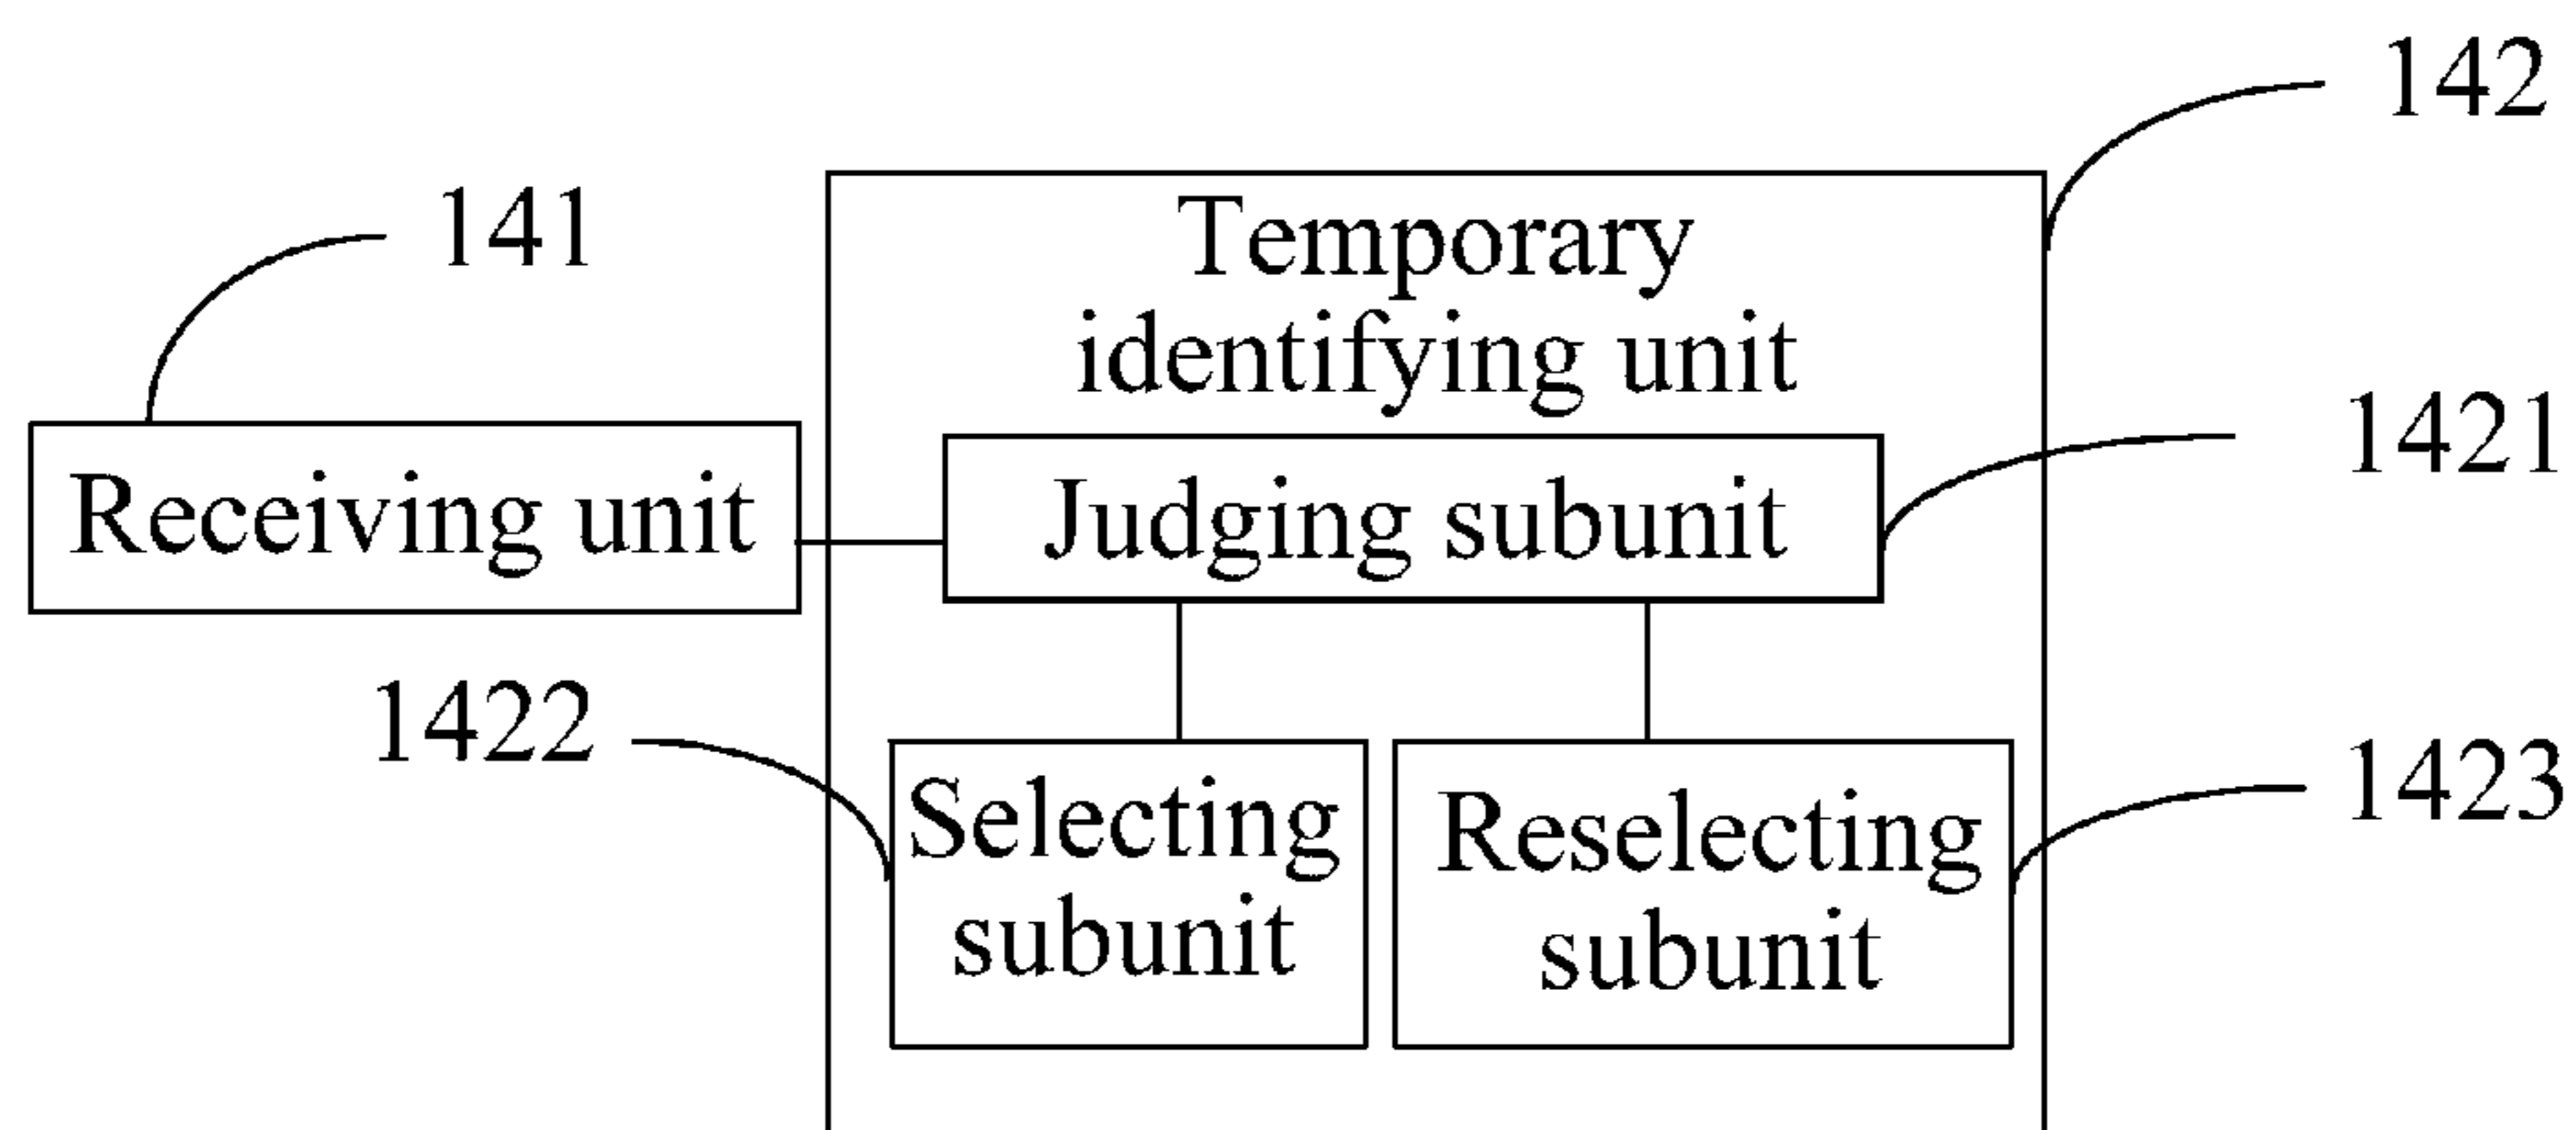 142
141
Temporary
identifying unit
1421
Receiving unit
Judging subunit
1422
1423
Selecting
subunit
Reselecting
subunit